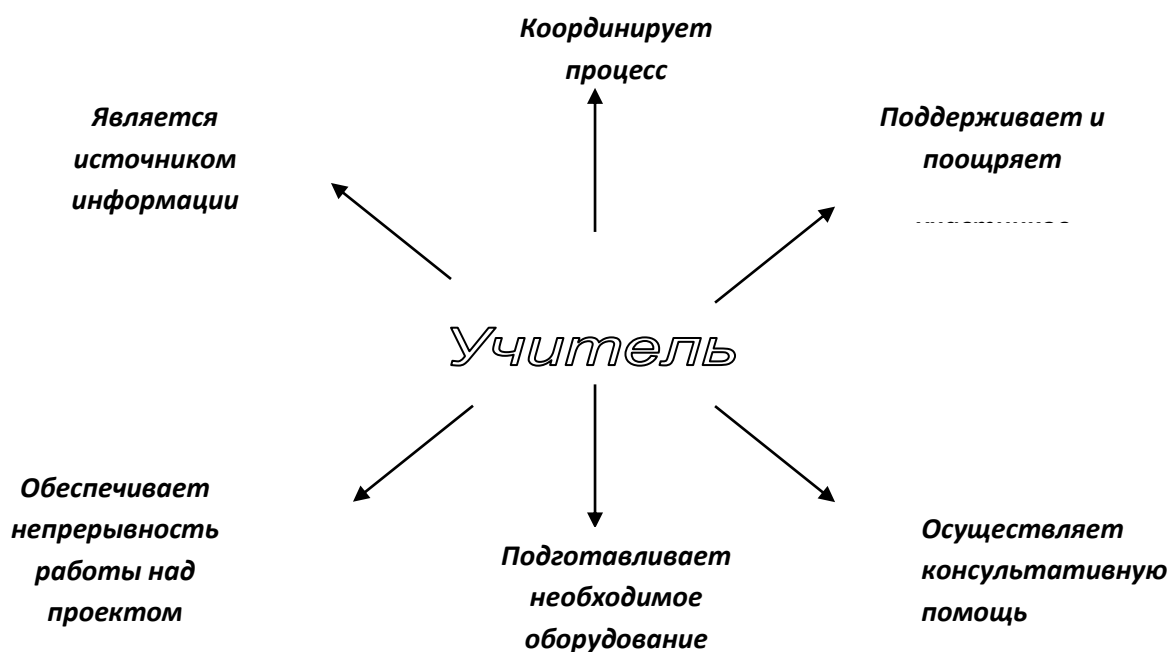 Координирует
процесс
Является
источником
информации
Поддерживает и
поощряет
Учитель
Обеспечивает
непрерывность
работы над
проектом
Подготавливает
необходимое
оборудование
Осуществляет
консультативную
помощь